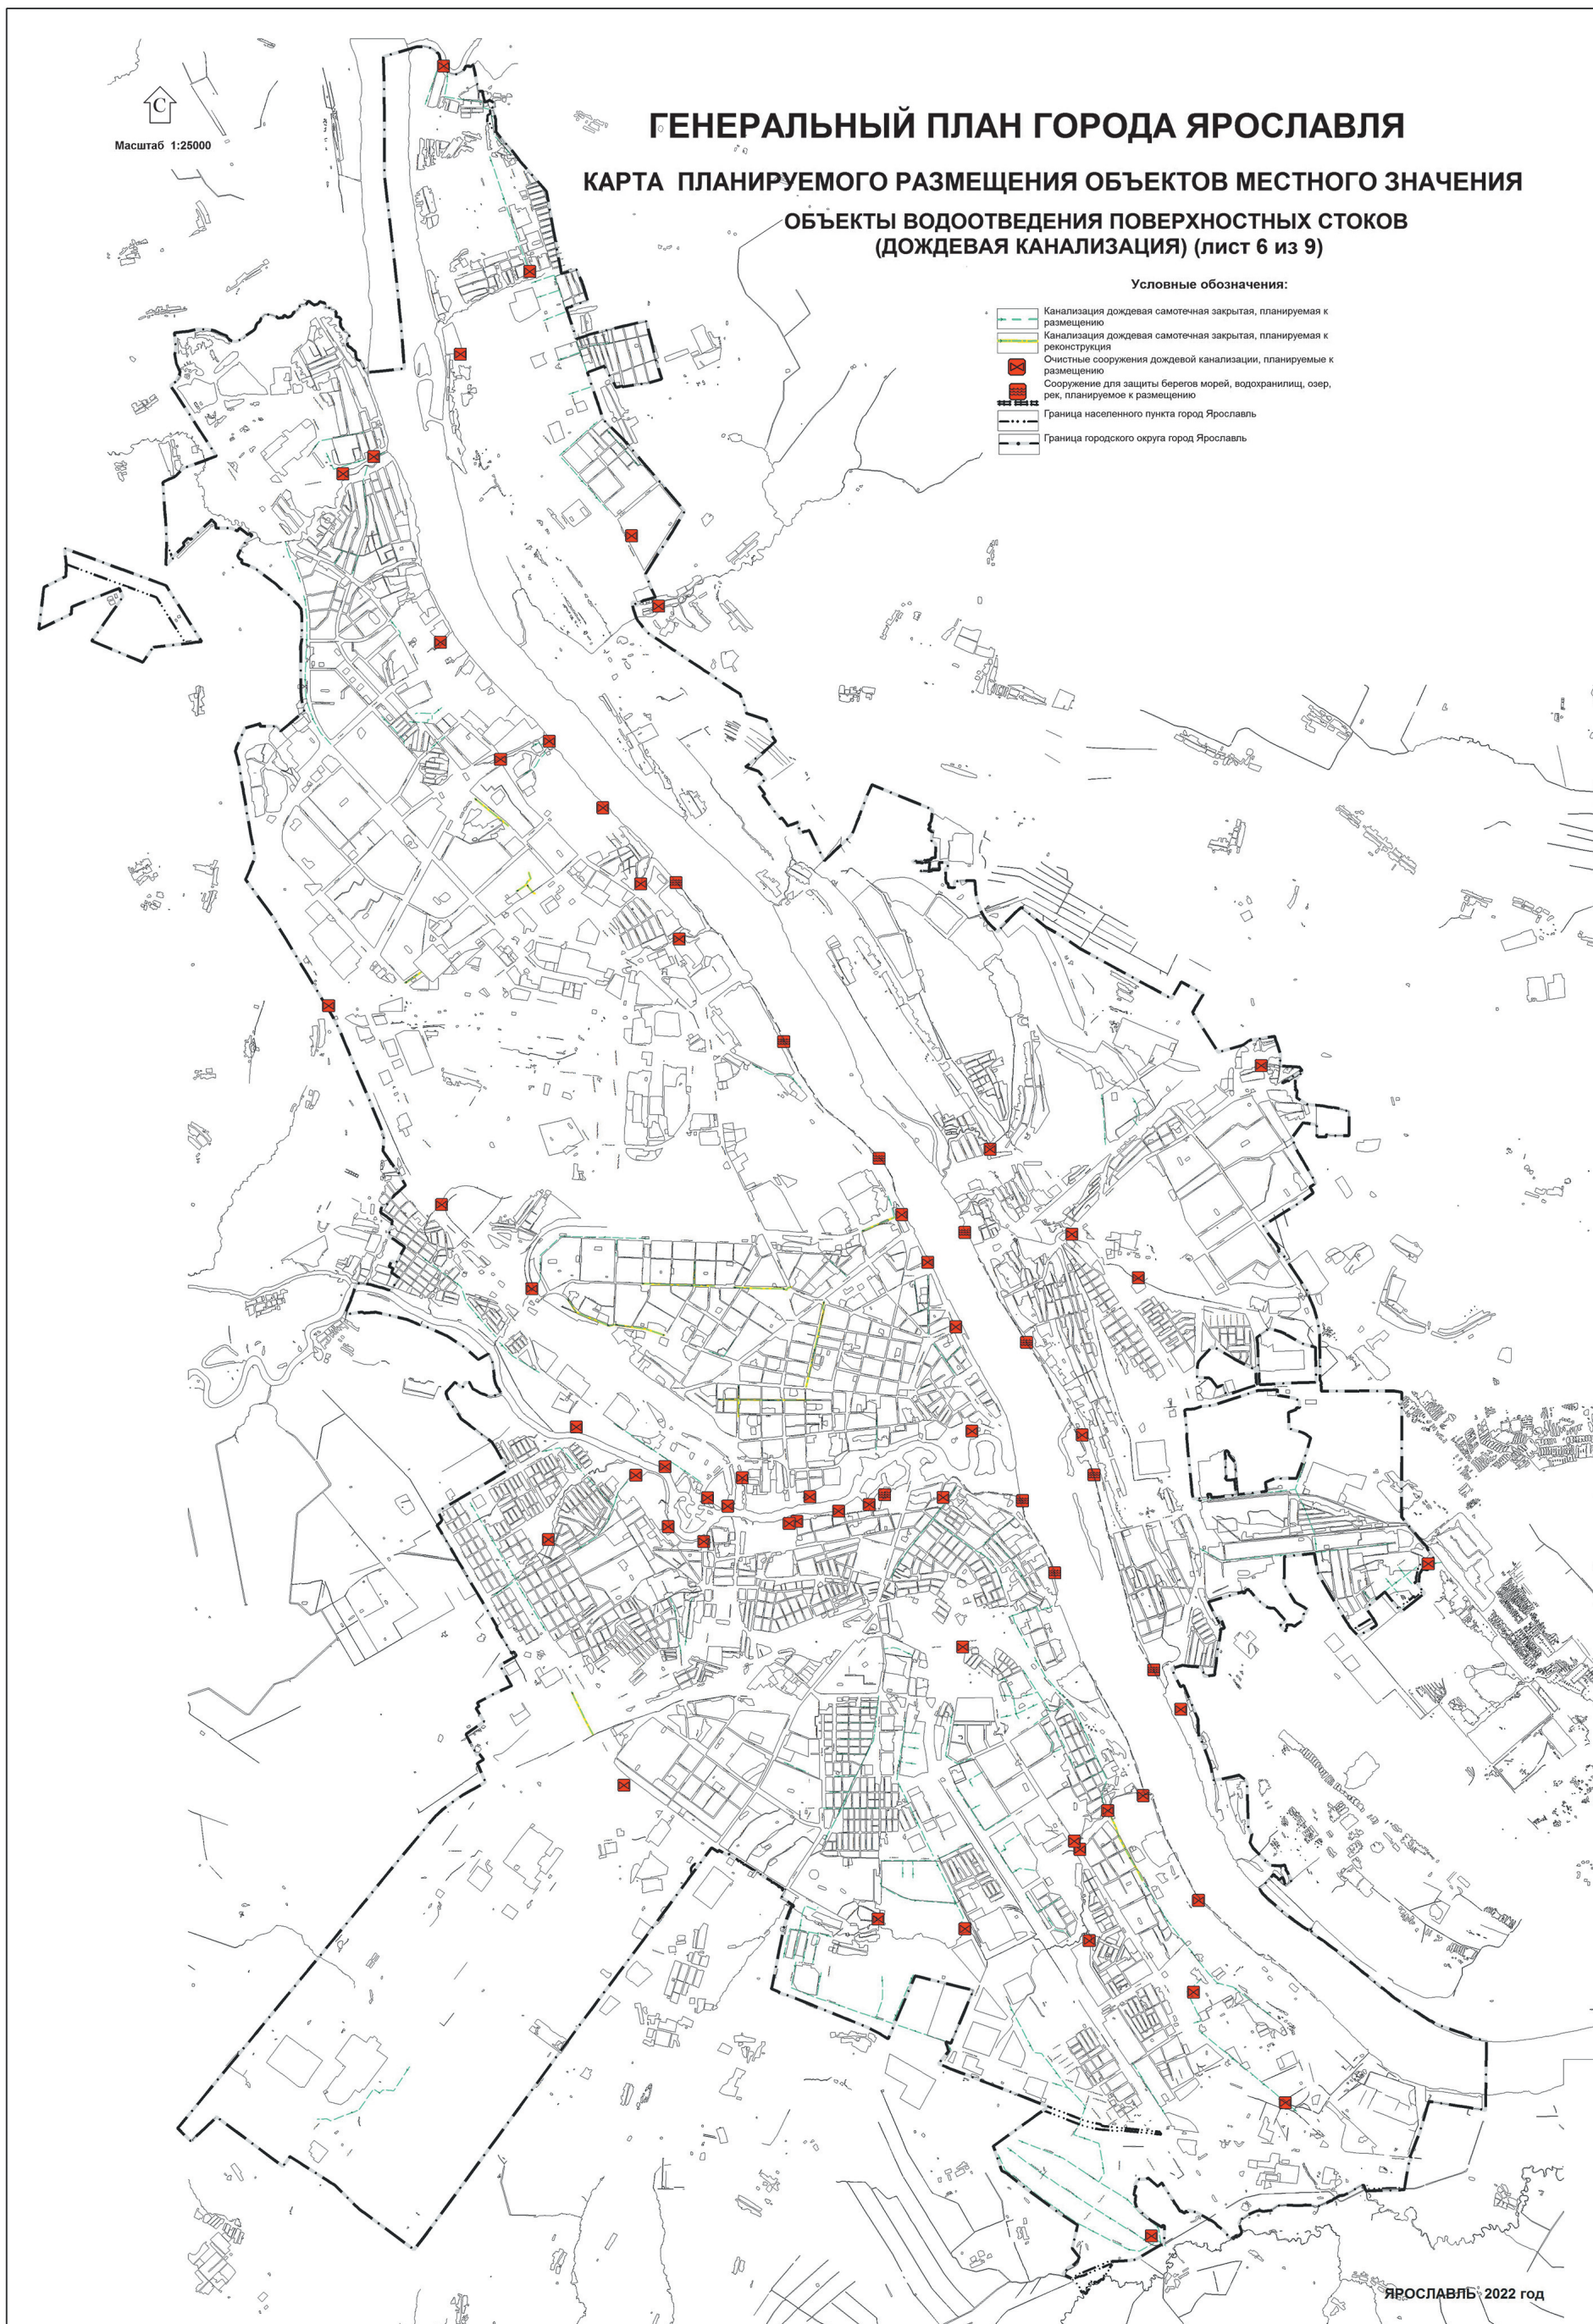 С
Масштаб 1:25000
ГЕНЕРАЛЬНЫЙ ПЛАН ГОРОДА ЯРОСЛАВЛЯ
КАРТА ПЛАНИРУЕМОГО РАЗМЕЩЕНИЯ ОБЪЕКТОВ МЕСТНОГО ЗНАЧЕНИЯ
ОБЪЕКТЫ ВОДООТВЕДЕНИЯ ПОВЕРХНОСТНЫХ СТОКОВ
(ДОЖДЕВАЯ КАНАЛИЗАЦИЯ) (лист 6 из 9)
Условные обозначения:
Канализация дождевая самотечная закрытая, планируемая к
размещению
Канализация дождевая самотечная закрытая, планируемая к
реконструкция
Очистные сооружения дождевой канализации, планируемые к
размещению
Сооружение для защиты берегов морей, водохранилищ, озер,
рек, планируемое к размещению
Граница населенного пункта город Ярославль
Граница городского округа город Ярославль
ЯРОСЛАВЛЬ 2022 год